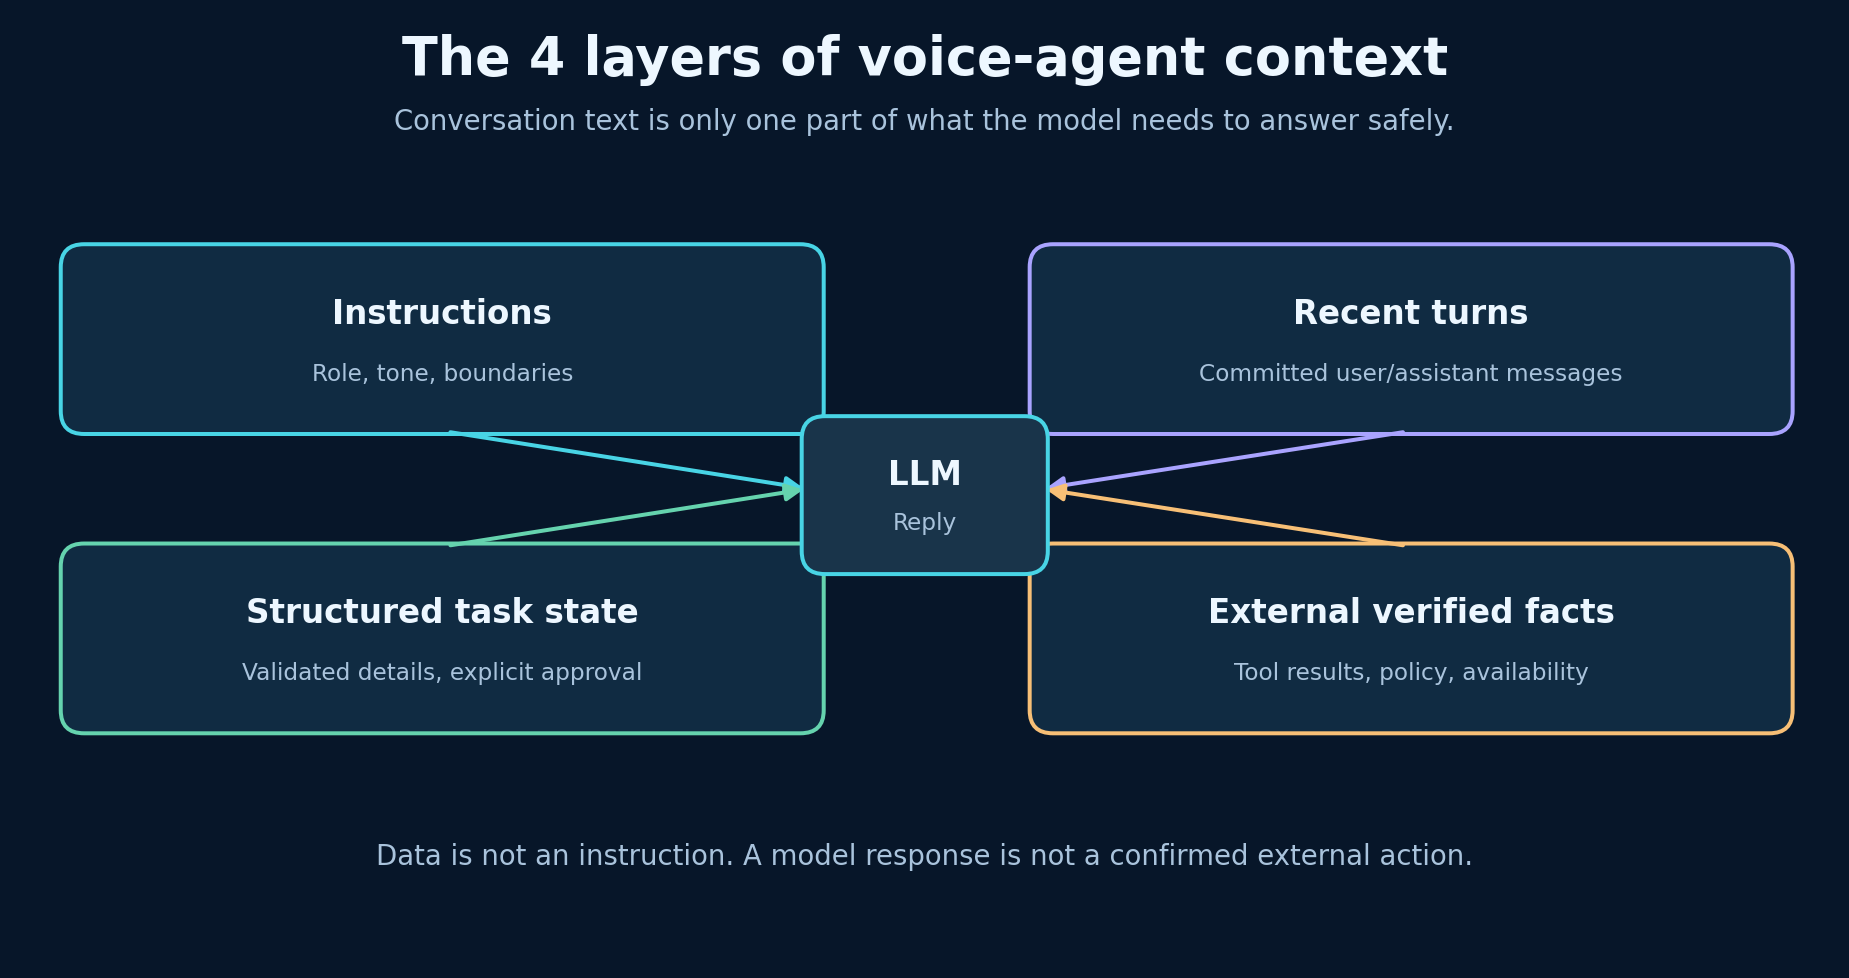 The 4 layers of voice-agent context
Conversation text is only one part of what the model needs to answer safely.
Instructions
Role, tone, boundaries
Recent turns
Committed user/assistant messages
LLM
Reply
Structured task state
Validated details, explicit approval
External verified facts
Tool results, policy, availability
Data is not an instruction. A model response is not a confirmed external action.